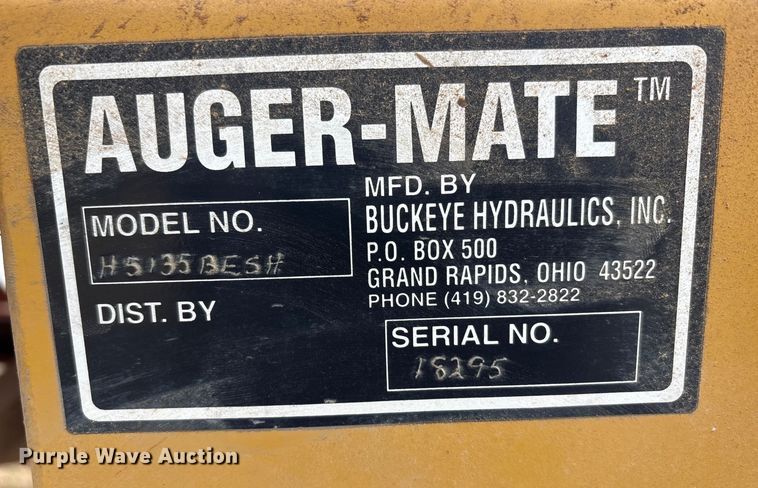 AUGER-MATE™
MFD. BY
BUCKEYE HYDRAULICS, INC.
P.O. BOX 500
GRAND RAPIDS, OHIO 43522
PHONE (419) 832-2822
MODEL NO.
H5135BESH
DIST. BY
SERIAL NO.
18295
Purple Wave Auction